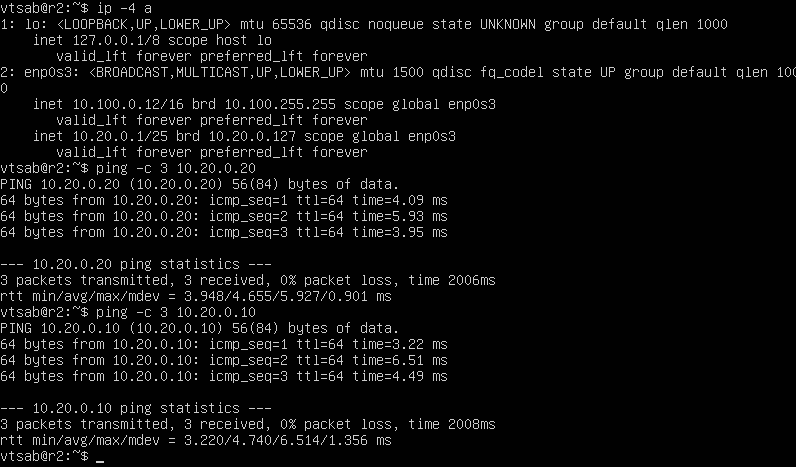 vtsab@r2:~$ ip -4 a
1: lo: <LOOPBACK,UP,LOWER_UP> mtu 65536 qdisc noqueue state UNKNOWN group default qlen 1000
    inet 127.0.0.1/8 scope host lo
       valid_lft forever preferred_lft forever
2: enp0s3: <BROADCAST,MULTICAST,UP,LOWER_UP> mtu 1500 qdisc fq_codel state UP group default qlen 100
0
    inet 10.100.0.12/16 brd 10.100.255.255 scope global enp0s3
       valid_lft forever preferred_lft forever
    inet 10.20.0.1/25 brd 10.20.0.127 scope global enp0s3
       valid_lft forever preferred_lft forever
vtsab@r2:~$ ping -c 3 10.20.0.20
PING 10.20.0.20 (10.20.0.20) 56(84) bytes of data.
64 bytes from 10.20.0.20: icmp_seq=1 ttl=64 time=4.09 ms
64 bytes from 10.20.0.20: icmp_seq=2 ttl=64 time=5.93 ms
64 bytes from 10.20.0.20: icmp_seq=3 ttl=64 time=3.95 ms

--- 10.20.0.20 ping statistics ---
3 packets transmitted, 3 received, 0% packet loss, time 2006ms
rtt min/avg/max/mdev = 3.948/4.655/5.927/0.901 ms
vtsab@r2:~$ ping -c 3 10.20.0.10
PING 10.20.0.10 (10.20.0.10) 56(84) bytes of data.
64 bytes from 10.20.0.10: icmp_seq=1 ttl=64 time=3.22 ms
64 bytes from 10.20.0.10: icmp_seq=2 ttl=64 time=6.51 ms
64 bytes from 10.20.0.10: icmp_seq=3 ttl=64 time=4.49 ms

--- 10.20.0.10 ping statistics ---
3 packets transmitted, 3 received, 0% packet loss, time 2008ms
rtt min/avg/max/mdev = 3.220/4.740/6.514/1.356 ms
vtsab@r2:~$ _